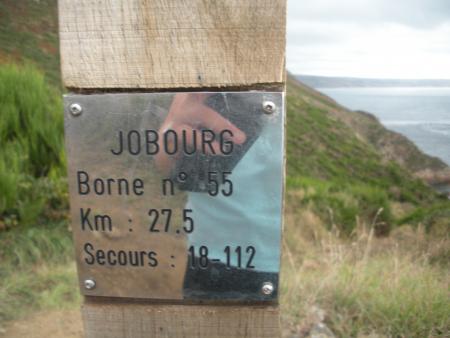 JOBOURG
Borne n° 55
Km : 27.5
Secours : 18-112